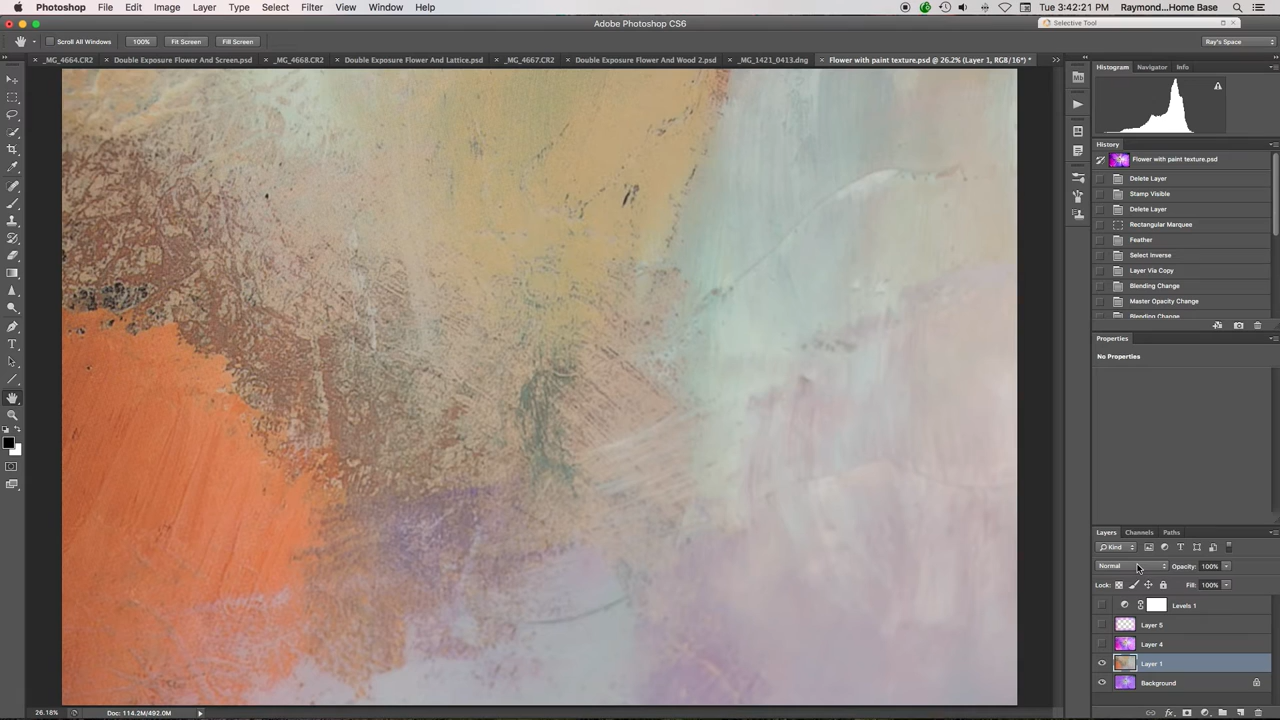 Photoshop File Edit Image Layer Type Select Filter View Window Help Tue 3:42:21 PM Raymond...Home Base
Adobe Photoshop CS6
Selective Tool
Scroll All Windows 100% Fit Screen Fill Screen Ray's Space
_MG_4664.CR2 Double Exposure Flower And Screen.psd _MG_4668.CR2 Double Exposure Flower And Lattice.psd _MG_4667.CR2 Double Exposure Flower And Wood 2.psd _MG_1421_0413.dng Flower with paint texture.psd @ 26.2% (Layer 1, RGB/16*) *
Histogram Navigator Info
Mb
History
Flower with paint texture.psd
Delete Layer
Stamp Visible
Delete Layer
Rectangular Marquee
Feather
Select Inverse
Layer Via Copy
Blending Change
Master Opacity Change
Blending Change
Properties
No Properties
Layers Channels Paths
Kind
Normal Opacity: 100%
Lock: Fill: 100%
Levels 1
Layer 5
Layer 4
Layer 1
Background
26.18% Doc: 114.2M/492.0M